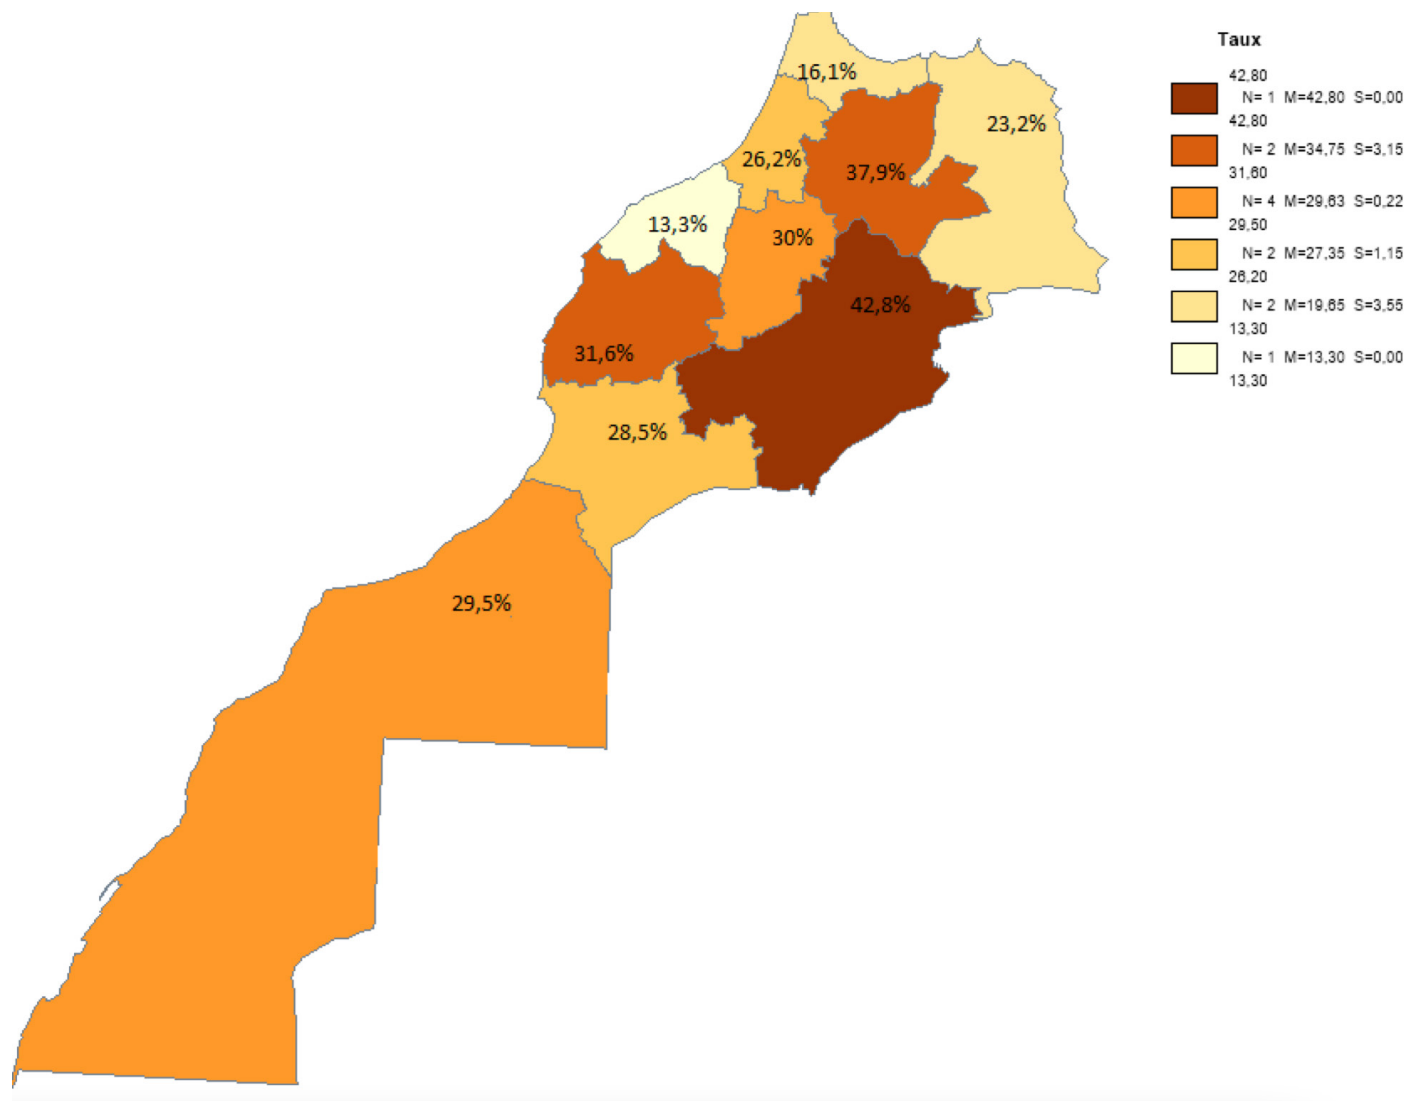 Taux
42,80
N= 1 M=42,80 S=0,00
42,80
N= 2 M=34,75 S=3,15
31,60
N= 4 M=29,63 S=0,22
29,50
N= 2 M=27,35 S=1,15
26,20
N= 2 M=19,65 S=3,55
13,30
N= 1 M=13,30 S=0,00
13,30
16,1%
23,2%
26,2%
37,9%
13,3%
30%
42,8%
31,6%
28,5%
29,5%